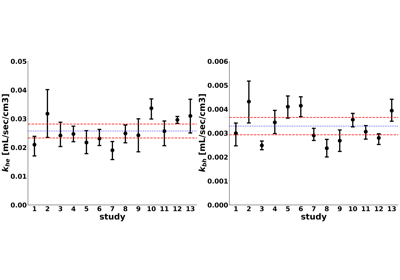 0.05
0.04
0.03
0.02
0.01
0.00
k_he [mL/sec/cm3]
1 2 3 4 5 6 7 8 9 10 11 12 13
study
0.006
0.005
0.004
0.003
0.002
0.001
0.000
k_bh [mL/sec/cm3]
1 2 3 4 5 6 7 8 9 10 11 12 13
study